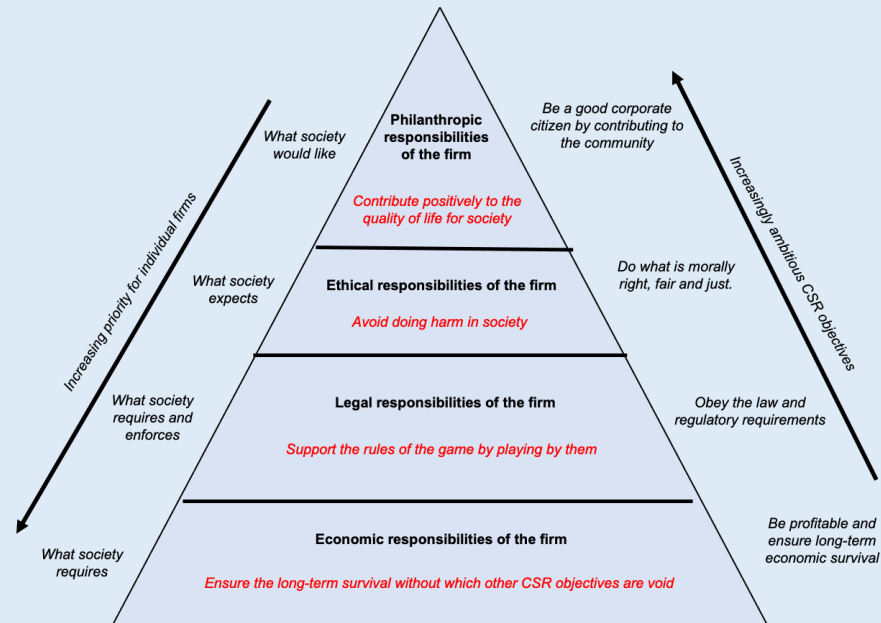 Philanthropic
responsibilities
of the firm
Contribute positively to the
quality of life for society
What society
would like
Be a good corporate
citizen by contributing to
the community
Increasing priority for individual firms
Increasingly ambitious CSR objectives
What society
expects
Ethical responsibilities of the firm
Avoid doing harm in society
Do what is morally
right, fair and just.
What society
requires and
enforces
Legal responsibilities of the firm
Support the rules of the game by playing by them
Obey the law and
regulatory requirements
What society
requires
Economic responsibilities of the firm
Ensure the long-term survival without which other CSR objectives are void
Be profitable and
ensure long-term
economic survival